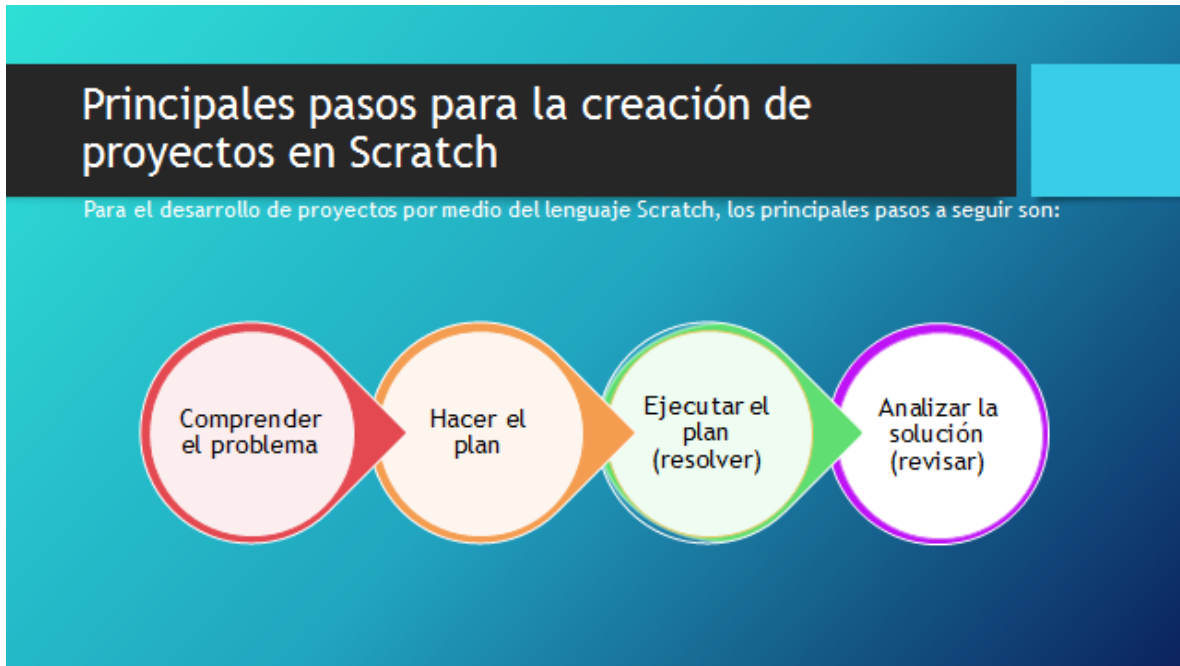 Principales pasos para la creación de
proyectos en Scratch
Para el desarrollo de proyectos por medio del lenguaje Scratch, los principales pasos a seguir son:
Comprender
el problema
Hacer el
plan
Ejecutar el
plan
(resolver)
Analizar la
solución
(revisar)